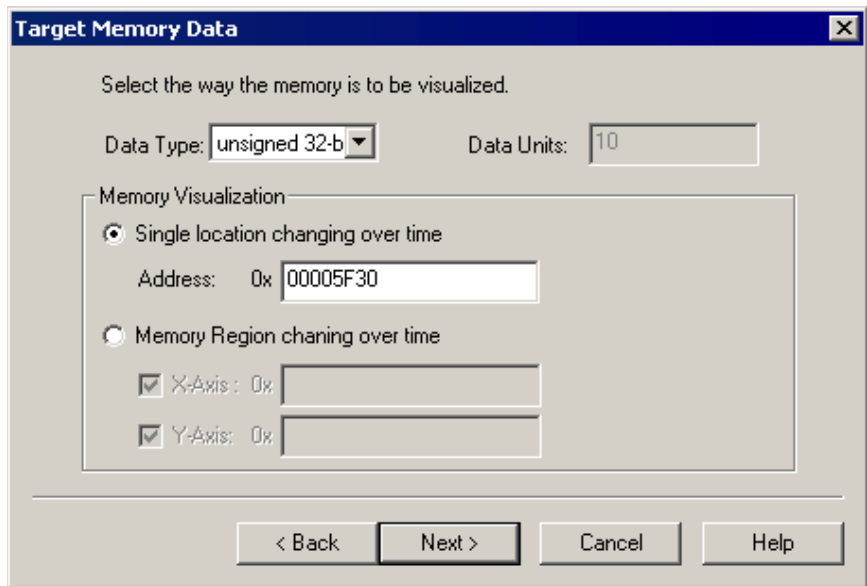 Target Memory Data
Select the way the memory is to be visualized.
Data Type: unsigned 32-b Data Units: 10
Memory Visualization
Single location changing over time
Address: 0x 00005F30
Memory Region chaning over time
X-Axis : 0x
Y-Axis: 0x
< Back Next > Cancel Help